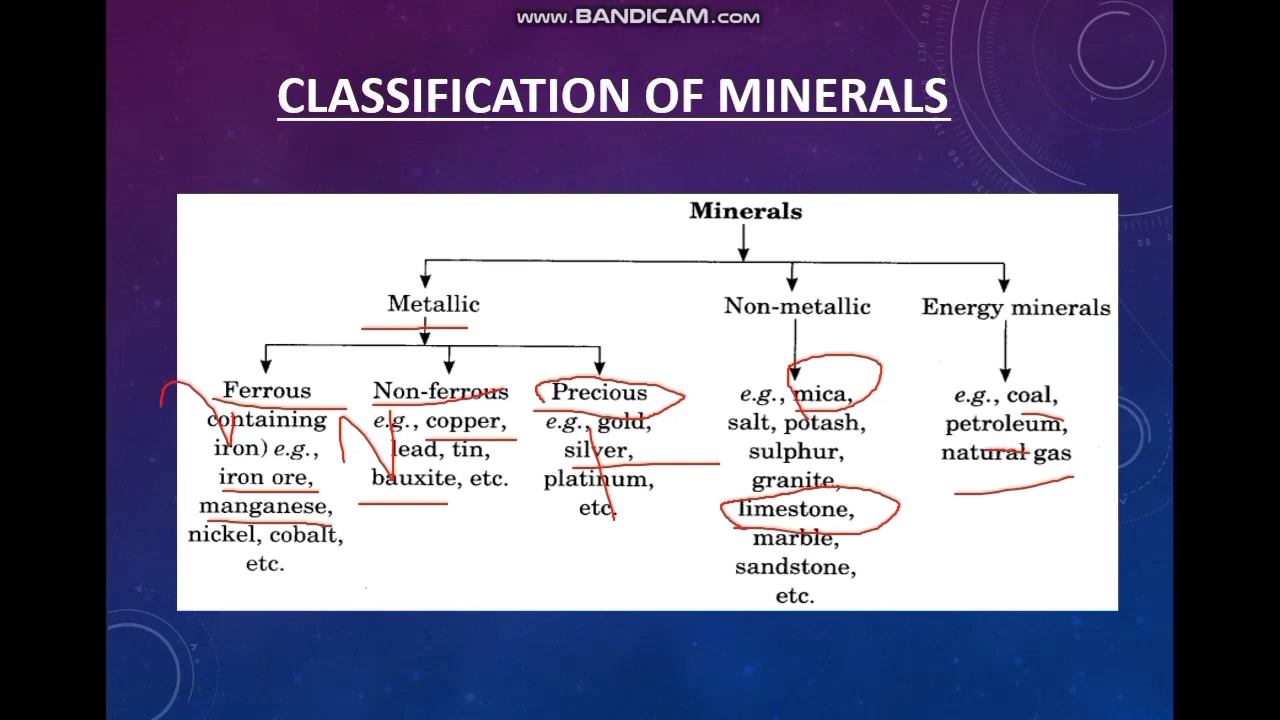 www.BANDICAM.com
CLASSIFICATION OF MINERALS
Minerals
Metallic
Non-metallic
Energy minerals
Ferrous
containing
iron) e.g.,
iron ore,
manganese,
nickel, cobalt,
etc.
Non-ferrous
e.g., copper,
lead, tin,
bauxite, etc.
Precious
e.g., gold,
silver,
platinum,
etc.
e.g., mica,
salt, potash,
sulphur,
granite,
limestone,
marble,
sandstone,
etc.
e.g., coal,
petroleum,
natural gas